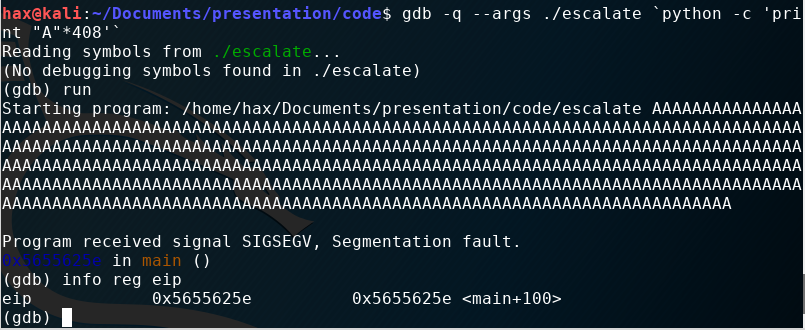 hax@kali:~/Documents/presentation/code$ gdb -q --args ./escalate `python -c 'pri
nt "A"*408'`
Reading symbols from ./escalate...
(No debugging symbols found in ./escalate)
(gdb) run
Starting program: /home/hax/Documents/presentation/code/escalate AAAAAAAAAAAAAAA
AAAAAAAAAAAAAAAAAAAAAAAAAAAAAAAAAAAAAAAAAAAAAAAAAAAAAAAAAAAAAAAAAAAAAAAAAAAAAAAA
AAAAAAAAAAAAAAAAAAAAAAAAAAAAAAAAAAAAAAAAAAAAAAAAAAAAAAAAAAAAAAAAAAAAAAAAAAAAAAAA
AAAAAAAAAAAAAAAAAAAAAAAAAAAAAAAAAAAAAAAAAAAAAAAAAAAAAAAAAAAAAAAAAAAAAAAAAAAAAAAA
AAAAAAAAAAAAAAAAAAAAAAAAAAAAAAAAAAAAAAAAAAAAAAAAAAAAAAAAAAAAAAAAAAAAAAAAAAAAAAAA
AAAAAAAAAAAAAAAAAAAAAAAAAAAAAAAAAAAAAAAAAAAAAAAAAAAAAAAAAAAAAAAAAAAAAAAAA
Program received signal SIGSEGV, Segmentation fault.
0x5655625e in main ()
(gdb) info reg eip
eip            0x5655625e          0x5655625e <main+100>
(gdb)